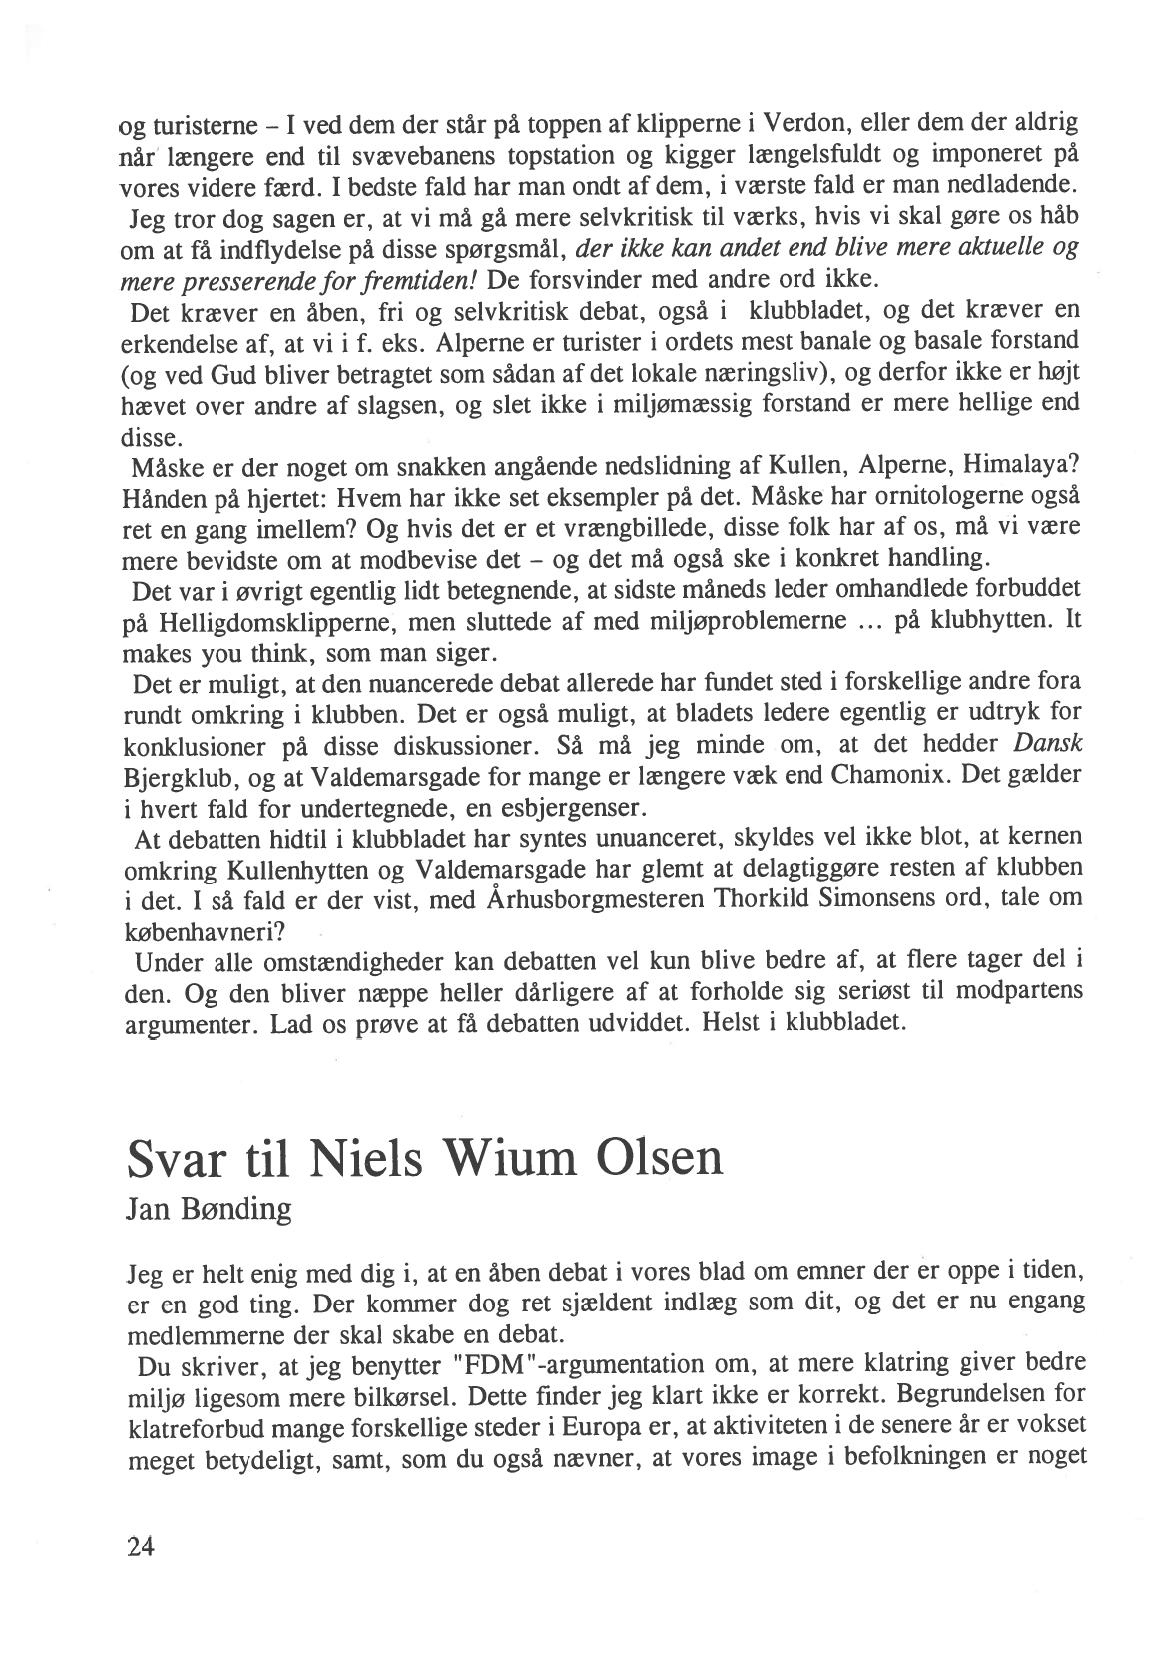 og turisterne – I ved dem der står på toppen af klipperne i Verdon, eller dem der aldrig
når længere end til svævebanens topstation og kigger længelsfuldt og imponeret på
vores videre færd. I bedste fald har man ondt af dem, i værste fald er man nedladende.
Jeg tror dog sagen er, at vi må gå mere selvkritisk til værks, hvis vi skal gøre os håb
om at få indflydelse på disse spørgsmål, der ikke kan andet end blive mere aktuelle og
mere presserende for fremtiden! De forsvinder med andre ord ikke.
Det kræver en åben, fri og selvkritisk debat, også i klubbladet, og det kræver en
erkendelse af, at vi i f. eks. Alperne er turister i ordets mest banale og basale forstand
(og ved Gud bliver betragtet som sådan af det lokale næringsliv), og derfor ikke er højt
hævet over andre af slagsen, og slet ikke i miljømæssig forstand er mere hellige end
disse.
Måske er der noget om snakken angående nedslidning af Kullen, Alperne, Himalaya?
Hånden på hjertet: Hvem har ikke set eksempler på det. Måske har ornitologerne også
ret en gang imellem? Og hvis det er et vrængbillede, disse folk har af os, må vi være
mere bevidste om at modbevise det – og det må også ske i konkret handling.
Det var i øvrigt egentlig lidt betegnende, at sidste måneds leder omhandlede forbuddet
på Helligdomsklipperne, men sluttede af med miljøproblemerne ... på klubhytten. It
makes you think, som man siger.
Det er muligt, at den nuancerede debat allerede har fundet sted i forskellige andre fora
rundt omkring i klubben. Det er også muligt, at bladets ledere egentlig er udtryk for
konklusioner på disse diskussioner. Så må jeg minde om, at det hedder Dansk
Bjergklub, og at Valdemarsgade for mange er længere væk end Chamonix. Det gælder
i hvert fald for undertegnede, en esbjergenser.
At debatten hidtil i klubbladet har syntes unuanceret, skyldes vel ikke blot, at kernen
omkring Kullenhytten og Valdemarsgade har glemt at delagtiggøre resten af klubben
i det. I så fald er der vist, med Århusborgmesteren Thorkild Simonsens ord, tale om
københavneri?
Under alle omstændigheder kan debatten vel kun blive bedre af, at flere tager del i
den. Og den bliver næppe heller dårligere af at forholde sig seriøst til modpartens
argumenter. Lad os prøve at få debatten udviddet. Helst i klubbladet.
Svar til Niels Wium Olsen
Jan Bønding
Jeg er helt enig med dig i, at en åben debat i vores blad om emner der er oppe i tiden,
er en god ting. Der kommer dog ret sjældent indlæg som dit, og det er nu engang
medlemmerne der skal skabe en debat.
Du skriver, at jeg benytter "FDM"-argumentation om, at mere klatring giver bedre
miljø ligesom mere bilkørsel. Dette finder jeg klart ikke er korrekt. Begrundelsen for
klatreforbud mange forskellige steder i Europa er, at aktiviteten i de senere år er vokset
meget betydeligt, samt, som du også nævner, at vores image i befolkningen er noget
24